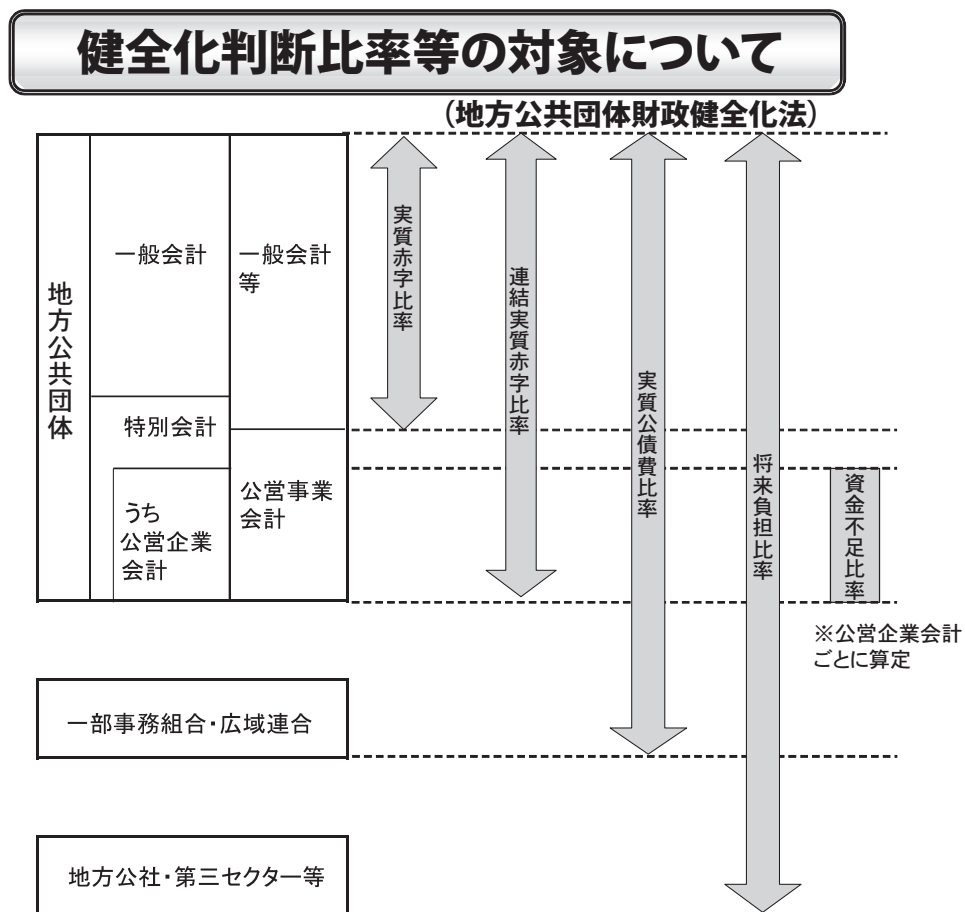 健全化判断比率等の対象について
(地方公共団体財政健全化法)
地方公共団体
一般会計
一般会計
等
特別会計
うち
公営企業
会計
公営事業
会計
実質赤字比率
連結実質赤字比率
実質公債費比率
将来負担比率
資金不足比率
※公営企業会計
ごとに算定
一部事務組合・広域連合
地方公社・第三セクター等